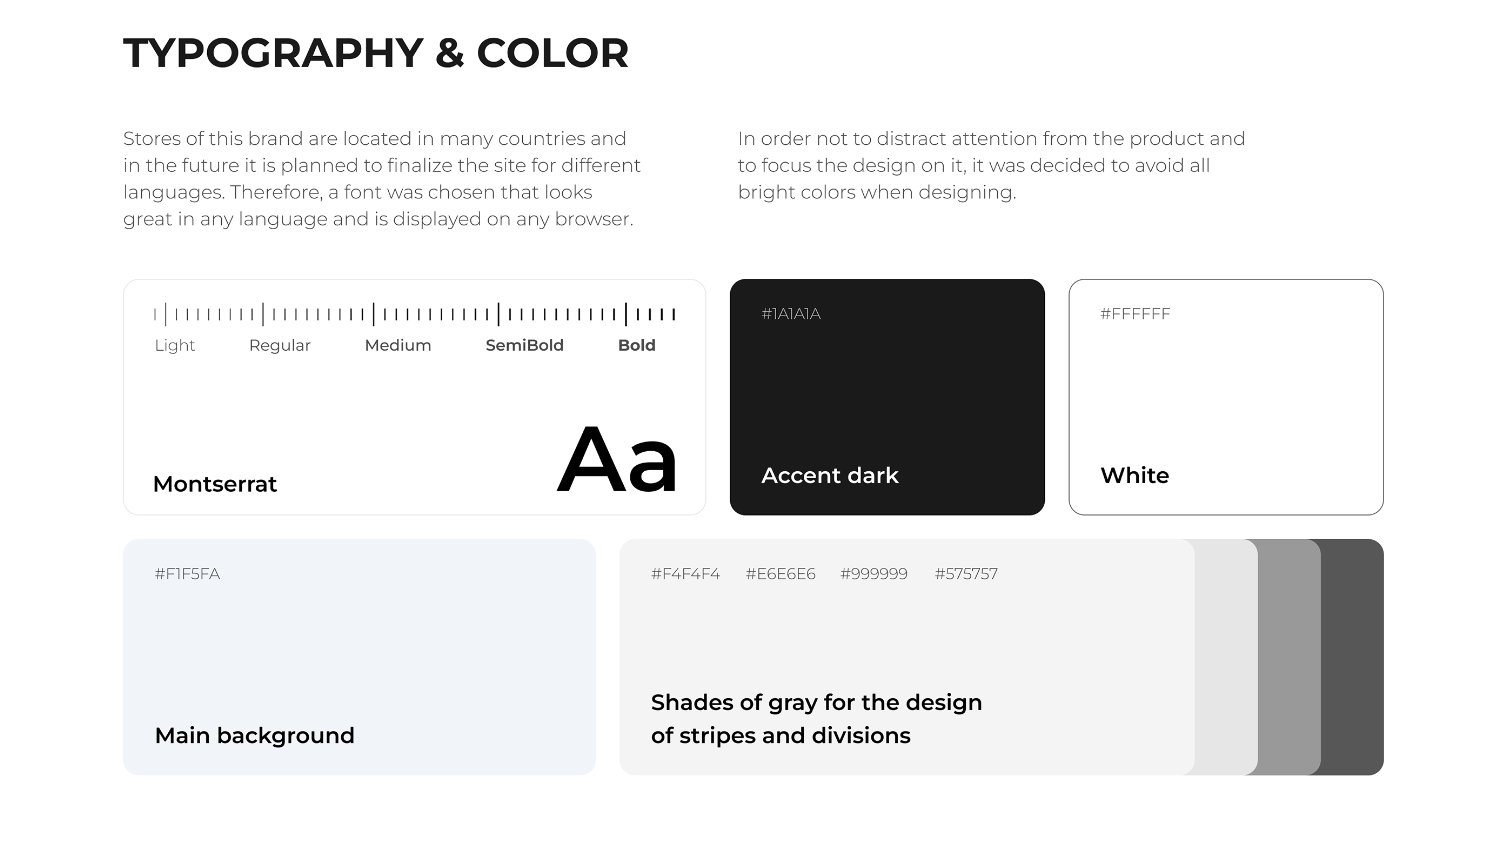 TYPOGRAPHY & COLOR
Stores of this brand are located in many countries and
in the future it is planned to finalize the site for different
languages. Therefore, a font was chosen that looks
great in any language and is displayed on any browser.
In order not to distract attention from the product and
to focus the design on it, it was decided to avoid all
bright colors when designing.
Light Regular Medium SemiBold Bold
Montserrat
Aa
#1A1A1A
Accent dark
#FFFFFF
White
#F1F5FA
Main background
#F4F4F4 #E6E6E6 #999999 #575757
Shades of gray for the design
of stripes and divisions